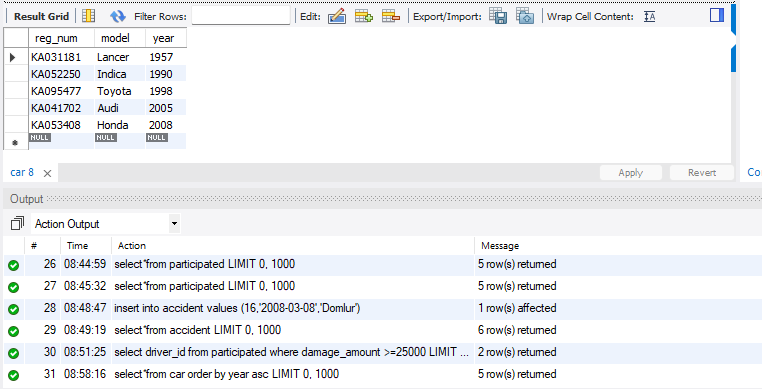 Result Grid Filter Rows: Edit: Export/Import: Wrap Cell Content: IA
reg_num model year
KA031181 Lancer 1957
KA052250 Indica 1990
KA095477 Toyota 1998
KA041702 Audi 2005
KA053408 Honda 2008
NULL NULL NULL
car 8 Apply Revert Co
Output
Action Output
# Time Action Message
26 08:44:59 select*from participated LIMIT 0, 1000 5 row(s) returned
27 08:45:32 select*from participated LIMIT 0, 1000 5 row(s) returned
28 08:48:47 insert into accident values (16,'2008-03-08','Domlur') 1 row(s) affected
29 08:49:19 select*from accident LIMIT 0, 1000 6 row(s) returned
30 08:51:25 select driver_id from participated where damage_amount >=25000 LIMIT ... 2 row(s) returned
31 08:58:16 select*from car order by year asc LIMIT 0, 1000 5 row(s) returned